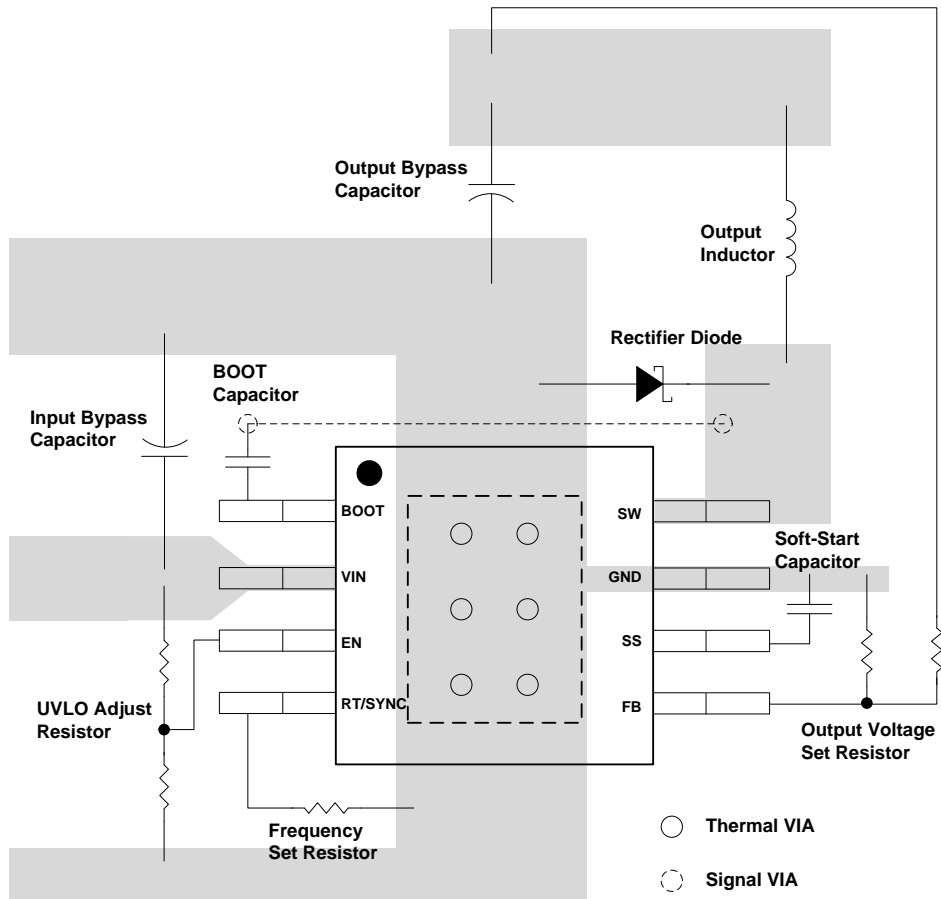 Output Bypass
Capacitor
Output
Inductor
Rectifier Diode
BOOT
Capacitor
Input Bypass
Capacitor
BOOT
SW
Soft-Start
Capacitor
VIN
GND
EN
SS
UVLO Adjust
Resistor
RT/SYNC
FB
Output Voltage
Set Resistor
Frequency
Set Resistor
Thermal VIA
Signal VIA